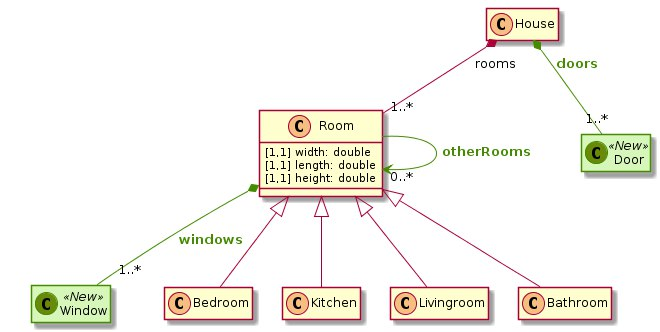 C House
rooms
doors
1..*
1..*
C Room
[1,1] width: double
[1,1] length: double
[1,1] height: double
otherRooms
0..*
C «New»
Door
windows
1..*
C «New»
Window
C Bedroom
C Kitchen
C Livingroom
C Bathroom